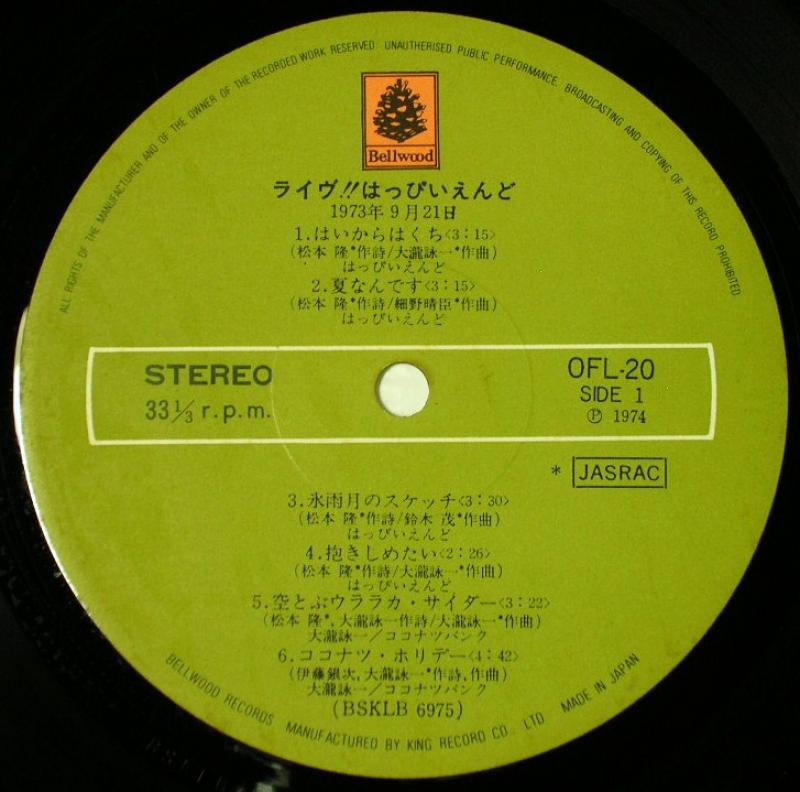 ALL RIGHTS OF THE MANUFACTURER AND OF THE OWNER OF THE RECORDED WORK RESERVED UNAUTHORISED PUBLIC PERFORMANCE, BROADCASTING AND COPYING OF THIS RECORD PROHIBITED
Bellwood
ライヴ!!はっぴいえんど
1973年9月21日
1.はいからはくち<3:15>
(松本 隆*作詩/大瀧詠一*作曲)
はっぴいえんど
2.夏なんです<3:15>
(松本 隆*作詩/細野晴臣*作曲)
はっぴいえんど
STEREO
33 1/3 r.p.m.
OFL-20
SIDE 1
Ⓟ 1974
* JASRAC
3.氷雨月のスケッチ<3:30>
(松本 隆*作詩/鈴木 茂*作曲)
はっぴいえんど
4.抱きしめたい<2:26>
(松本 隆*作詩/大瀧詠一*作曲)
はっぴいえんど
5.空とぶウララカ・サイダー<3:22>
(松本 隆*,大瀧詠一作詩/大瀧詠一*作曲)
大瀧詠一/ココナツバンク
6.ココナツ・ホリデー<4:42>
(伊藤鎭次,大瀧詠一*作詩,作曲)
大瀧詠一/ココナツバンク
(BSKLB 6975)
BELLWOOD RECORDS MANUFACTURED BY KING RECORD CO., LTD MADE IN JAPAN